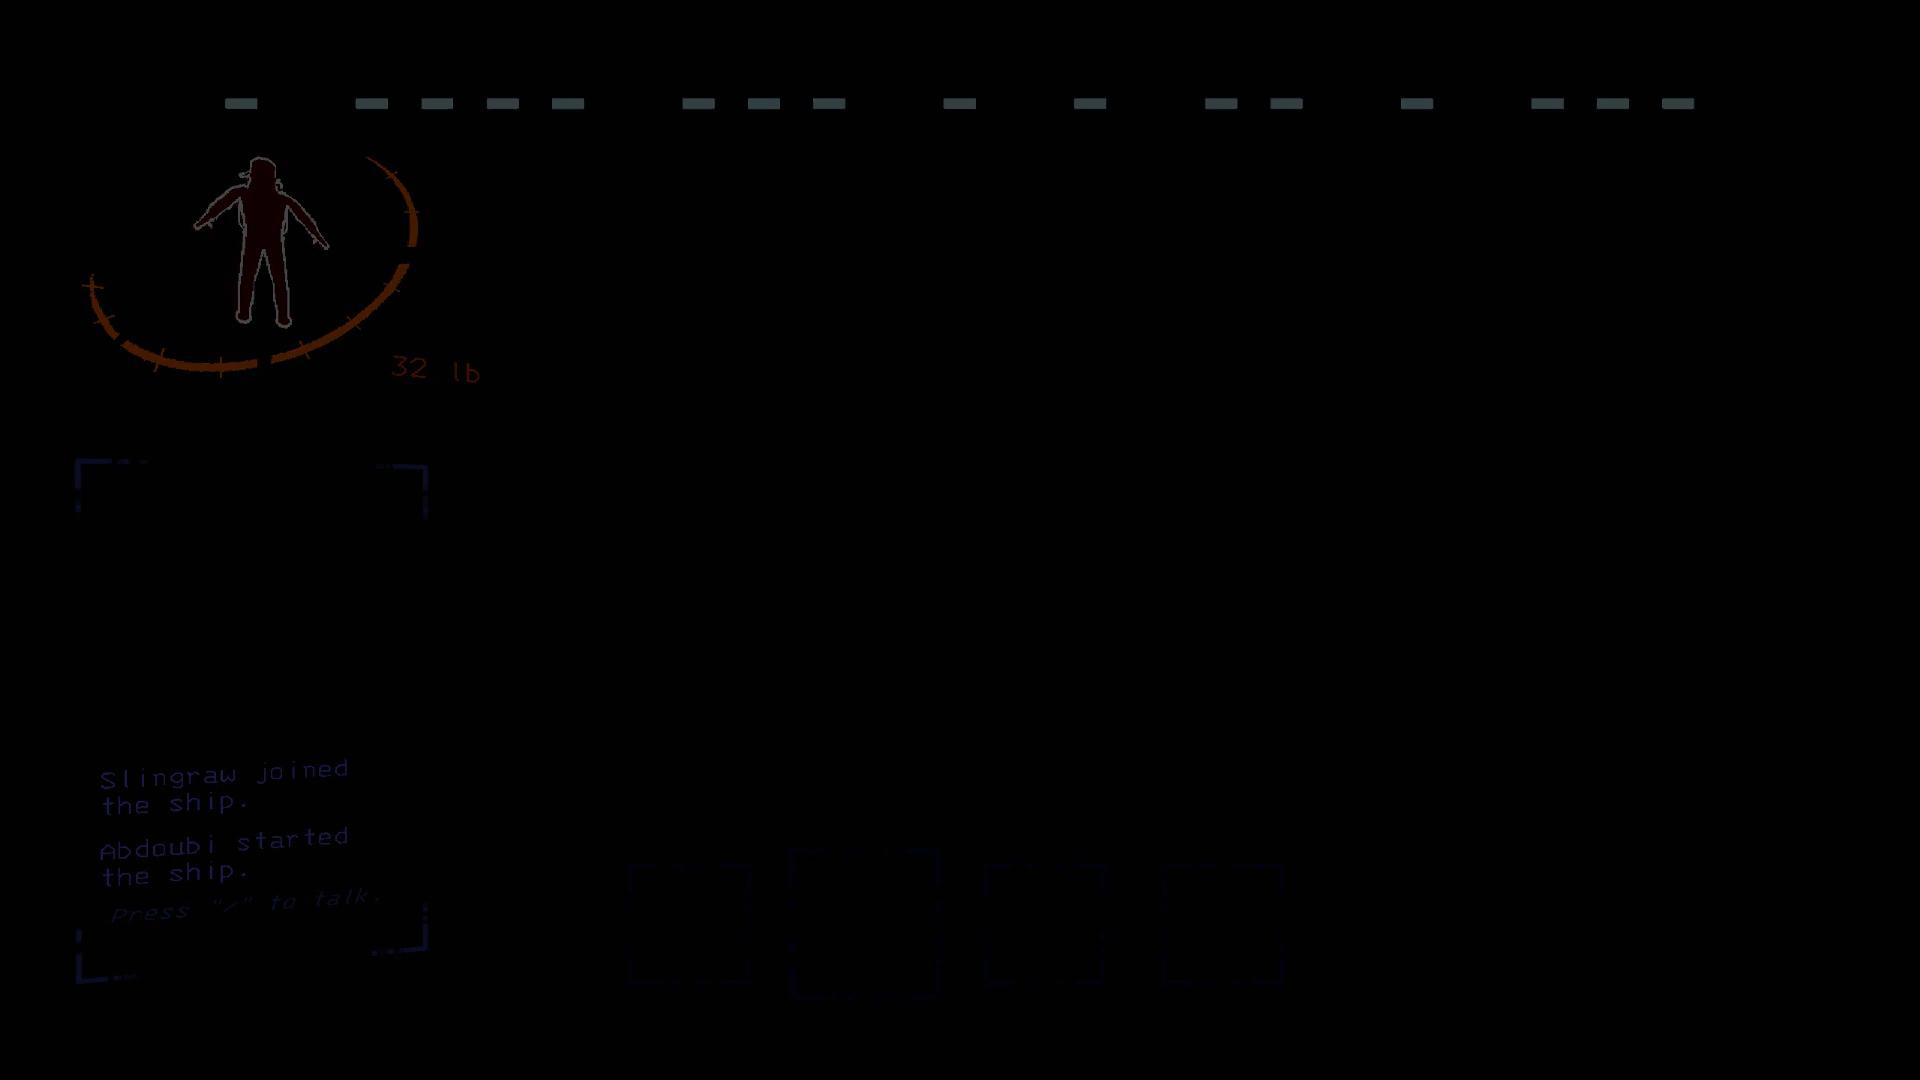 32 lb
Slingraw joined
the ship.
Abdoubi started
the ship.
Press "/" to talk.